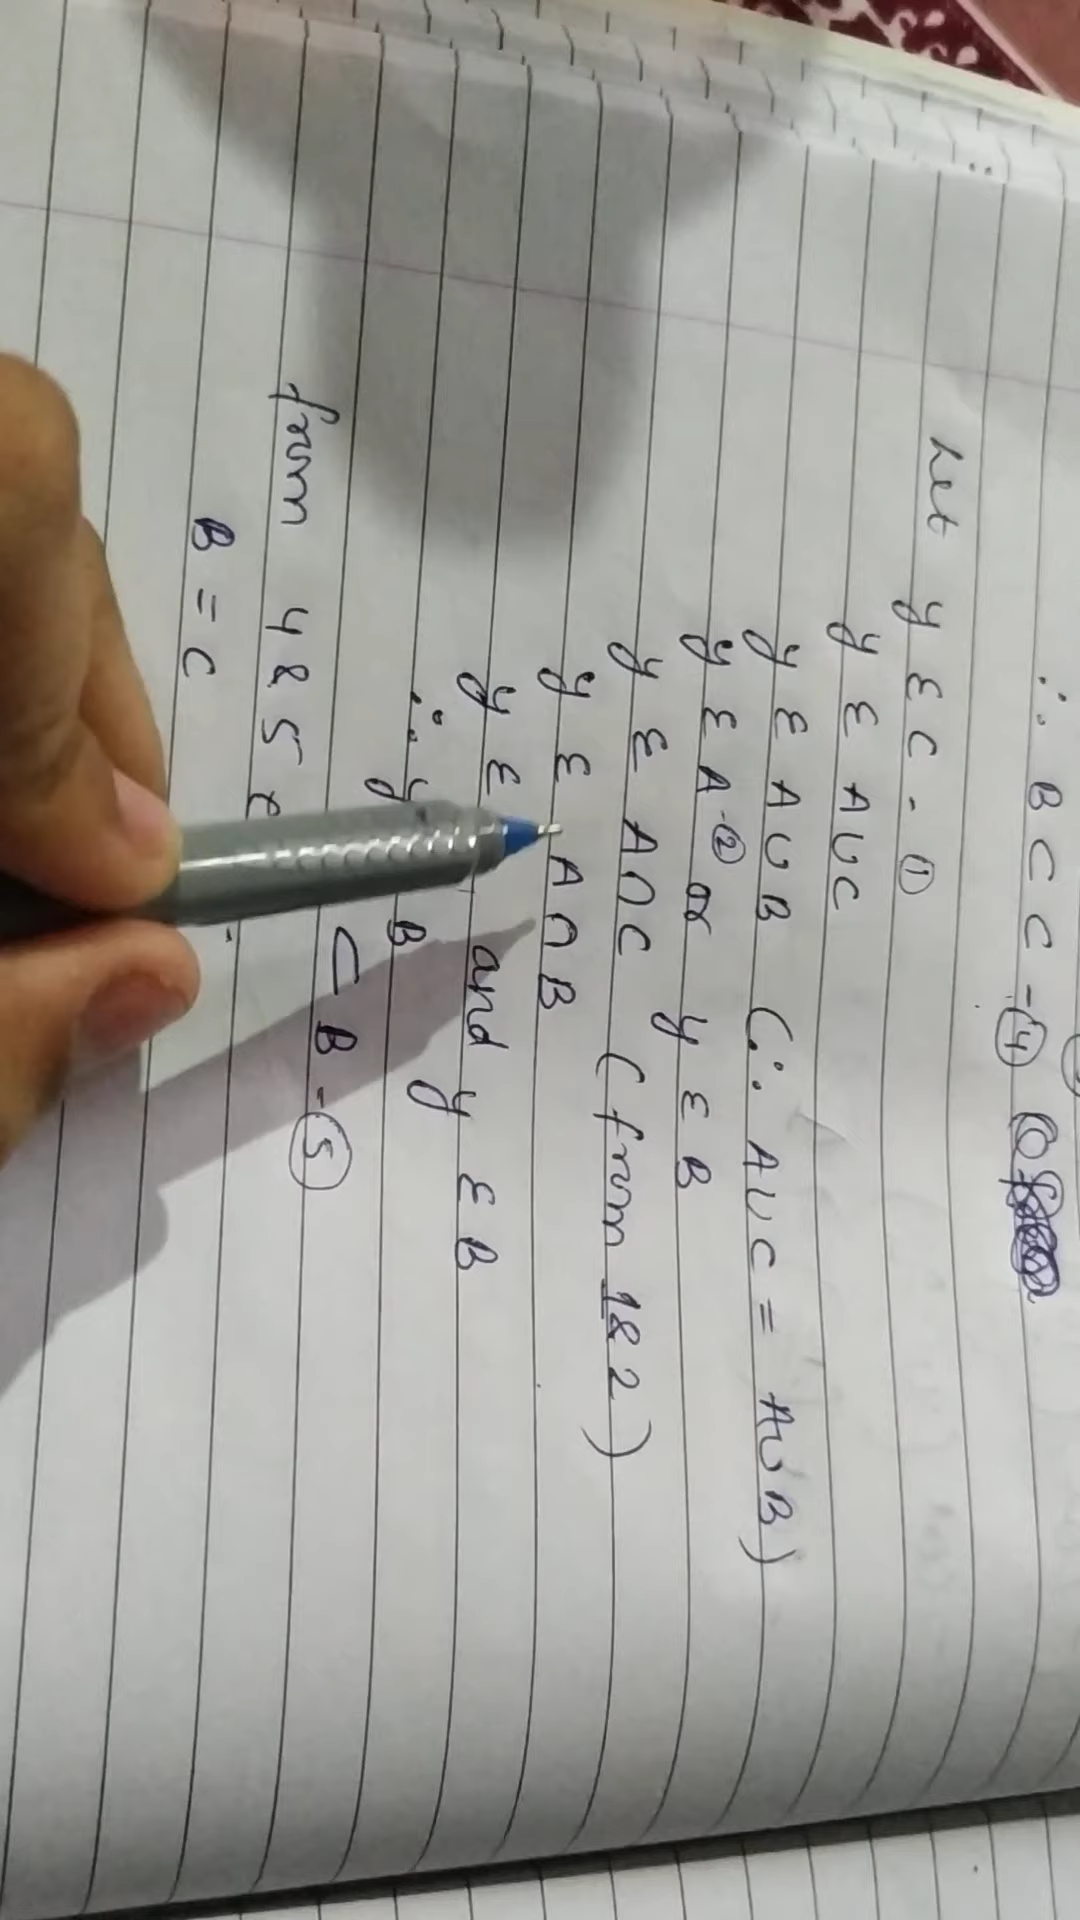 ∴ B ⊂ C - ④
Let y ε C - ①
y ε A∪C
y ε A∪B (∵ A∪C = A∪B)
y ε A - ② or y ε B
y ε A∩C (from 1 & 2)
y ε A∩B
y ε and y ε B
∴ y B
⊂ B - ⑤
from 4 & 5
B = C